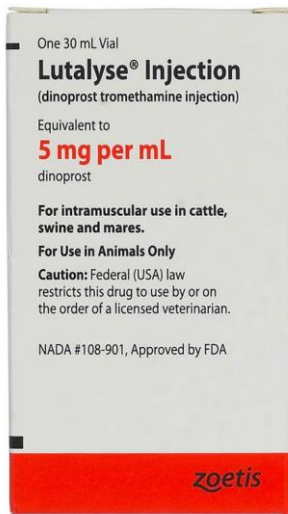 One 30 mL Vial
Lutalyse® Injection
(dinoprost tromethamine injection)
Equivalent to
5 mg per mL
dinoprost
For intramuscular use in cattle,
swine and mares.
For Use in Animals Only
Caution: Federal (USA) law
restricts this drug to use by or on
the order of a licensed veterinarian.
NADA #108-901, Approved by FDA
zoetis